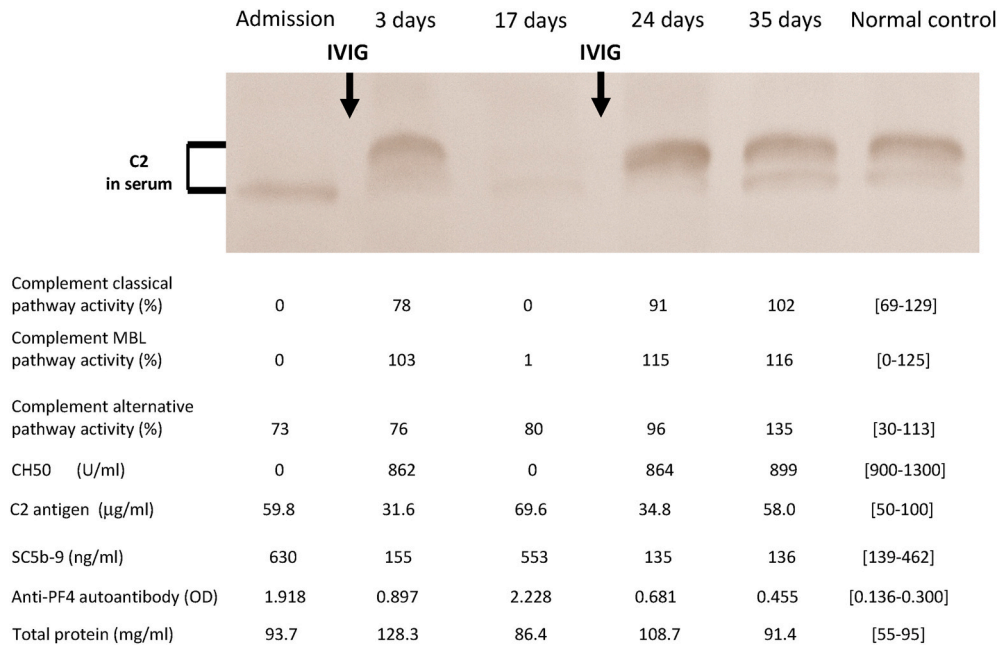 Admission 3 days 17 days 24 days 35 days Normal control
IVIG IVIG
C2
in serum
Complement classical
pathway activity (%) 0 78 0 91 102 [69-129]
Complement MBL
pathway activity (%) 0 103 1 115 116 [0-125]
Complement alternative
pathway activity (%) 73 76 80 96 135 [30-113]
CH50 (U/ml) 0 862 0 864 899 [900-1300]
C2 antigen (µg/ml) 59.8 31.6 69.6 34.8 58.0 [50-100]
SC5b-9 (ng/ml) 630 155 553 135 136 [139-462]
Anti-PF4 autoantibody (OD) 1.918 0.897 2.228 0.681 0.455 [0.136-0.300]
Total protein (mg/ml) 93.7 128.3 86.4 108.7 91.4 [55-95]